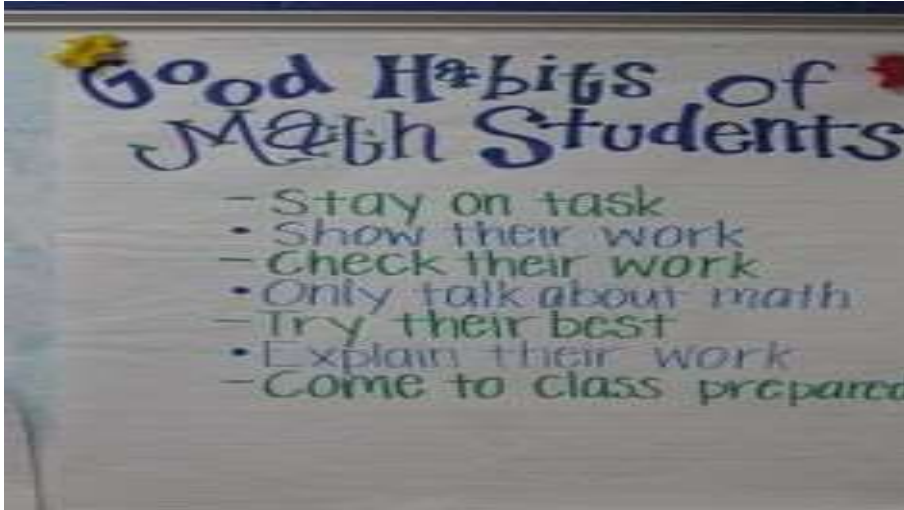 Good Habits of
Math Students
- Stay on task
• Show their work
- Check their work
• Only talk about math
- Try their best
• Explain their work
- Come to class prepared